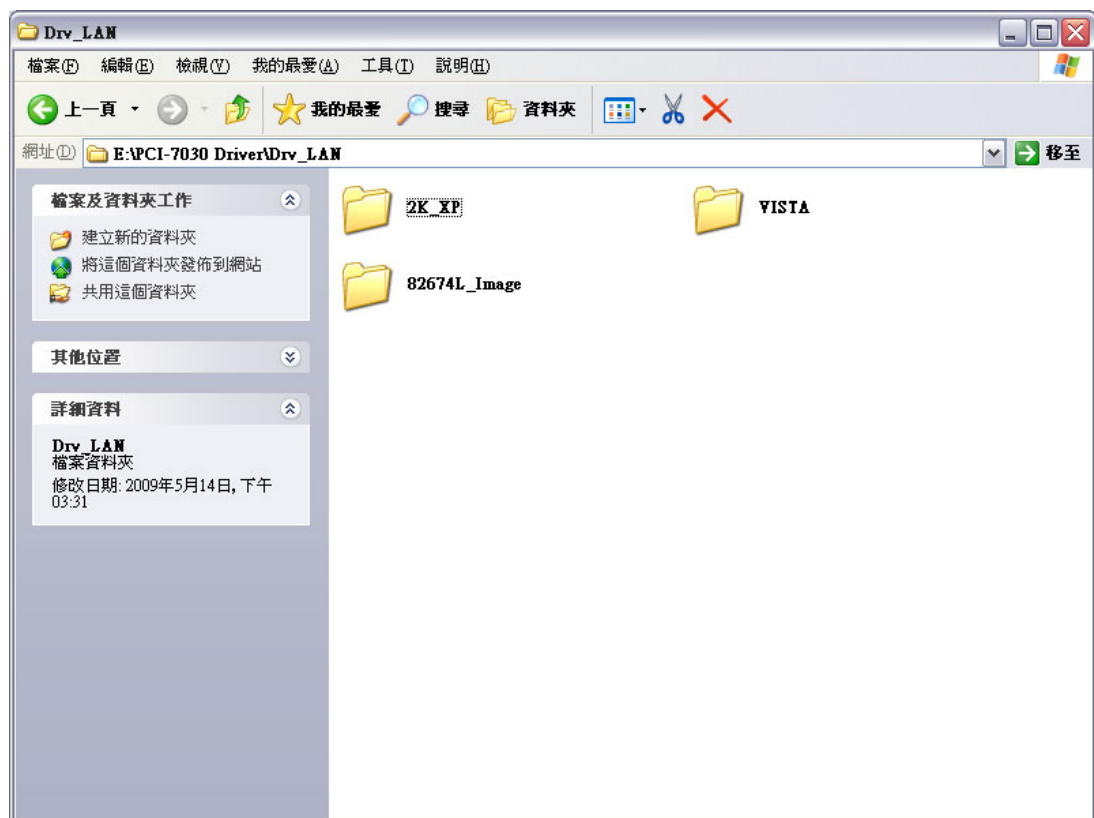 Drv_LAN
檔案(F) 編輯(E) 檢視(V) 我的最愛(A) 工具(T) 說明(H)
上一頁 我的最愛 搜尋 資料夾
網址(D) E:\PCI-7030 Driver\Drv_LAN 移至
檔案及資料夾工作
建立新的資料夾
將這個資料夾發佈到網站
共用這個資料夾
其他位置
詳細資料
Drv_LAN
檔案資料夾
修改日期: 2009年5月14日, 下午
03:31
2K_XP VISTA
82674L_Image